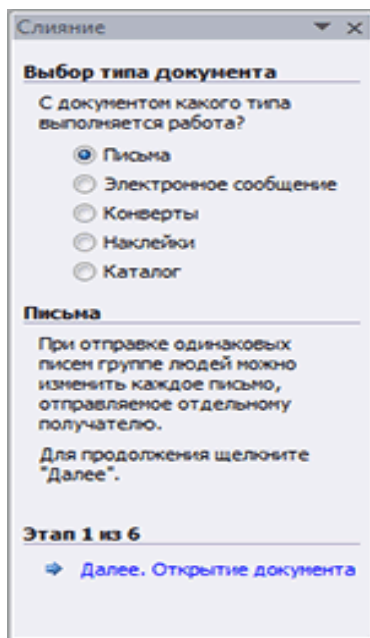 Слияние
Выбор типа документа
С документом какого типа
выполняется работа?
Письма
Электронное сообщение
Конверты
Наклейки
Каталог
Письма
При отправке одинаковых
писем группе людей можно
изменить каждое письмо,
отправляемое отдельному
получателю.
Для продолжения щелкните
"Далее".
Этап 1 из 6
Далее. Открытие документа